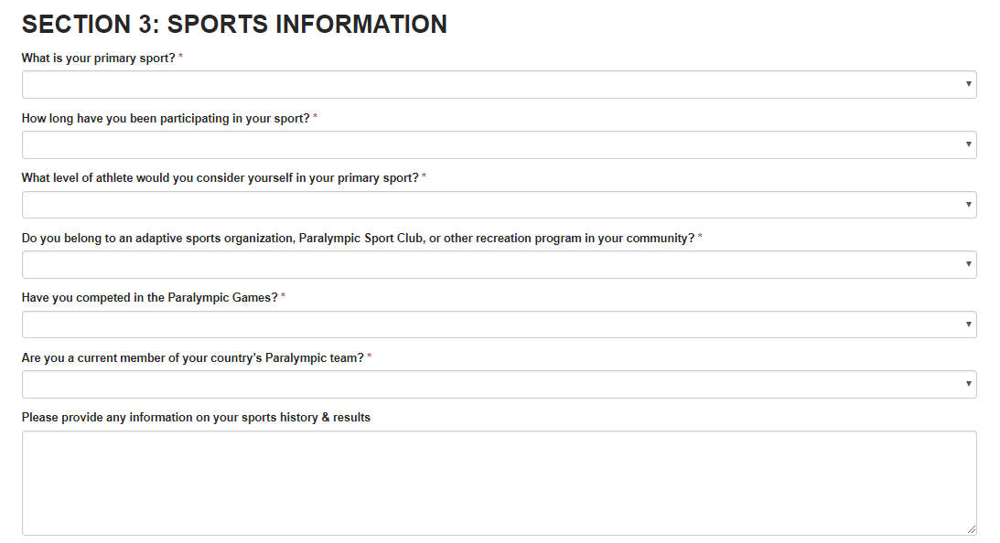 SECTION 3: SPORTS INFORMATION
What is your primary sport? *
How long have you been participating in your sport? *
What level of athlete would you consider yourself in your primary sport? *
Do you belong to an adaptive sports organization, Paralympic Sport Club, or other recreation program in your community? *
Have you competed in the Paralympic Games? *
Are you a current member of your country’s Paralympic team? *
Please provide any information on your sports history & results